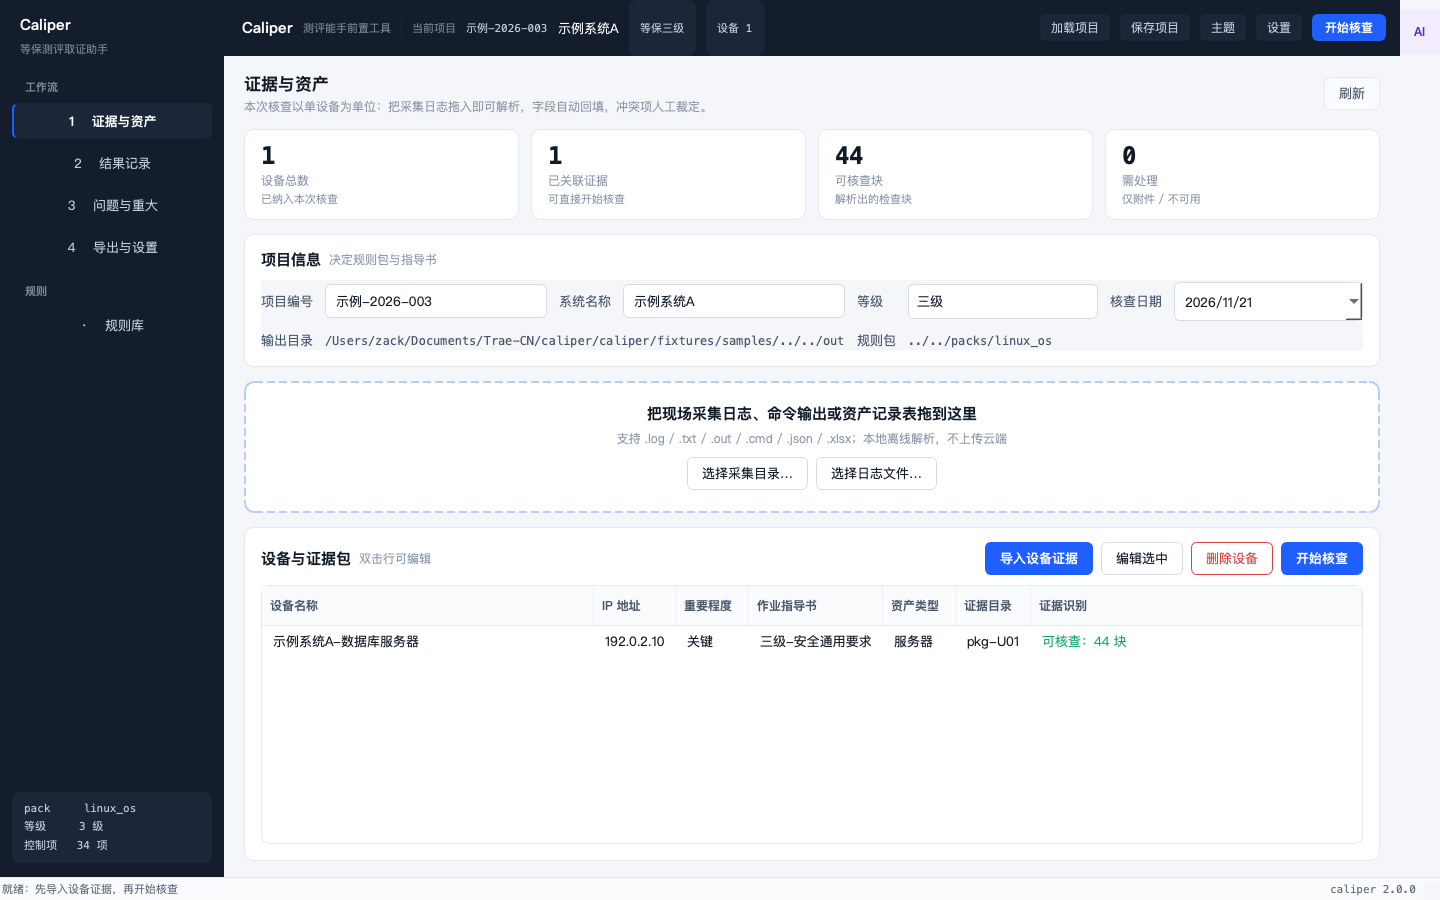 Caliper
等保测评取证助手
工作流
1 证据与资产
2 结果记录
3 问题与重大
4 导出与设置
规则
· 规则库
pack linux_os
等级 3 级
控制项 34 项
Caliper 测评能手前置工具 当前项目 示例-2026-003 示例系统A 等保三级 设备 1 加载项目 保存项目 主题 设置 开始核查 AI
证据与资产
本次核查以单设备为单位：把采集日志拖入即可解析，字段自动回填，冲突项人工裁定。
刷新
1
设备总数
已纳入本次核查
1
已关联证据
可直接开始核查
44
可核查块
解析出的检查块
0
需处理
仅附件 / 不可用
项目信息 决定规则包与指导书
项目编号 示例-2026-003 系统名称 示例系统A 等级 三级 核查日期 2026/11/21
输出目录 /Users/zack/Documents/Trae-CN/caliper/caliper/fixtures/samples/../../out 规则包 ../../packs/linux_os
把现场采集日志、命令输出或资产记录表拖到这里
支持 .log / .txt / .out / .cmd / .json / .xlsx；本地离线解析，不上传云端
选择采集目录... 选择日志文件...
设备与证据包 双击行可编辑 导入设备证据 编辑选中 删除设备 开始核查
设备名称 IP 地址 重要程度 作业指导书 资产类型 证据目录 证据识别
示例系统A-数据库服务器 192.0.2.10 关键 三级-安全通用要求 服务器 pkg-U01 可核查：44 块
就绪：先导入设备证据，再开始核查 caliper 2.0.0